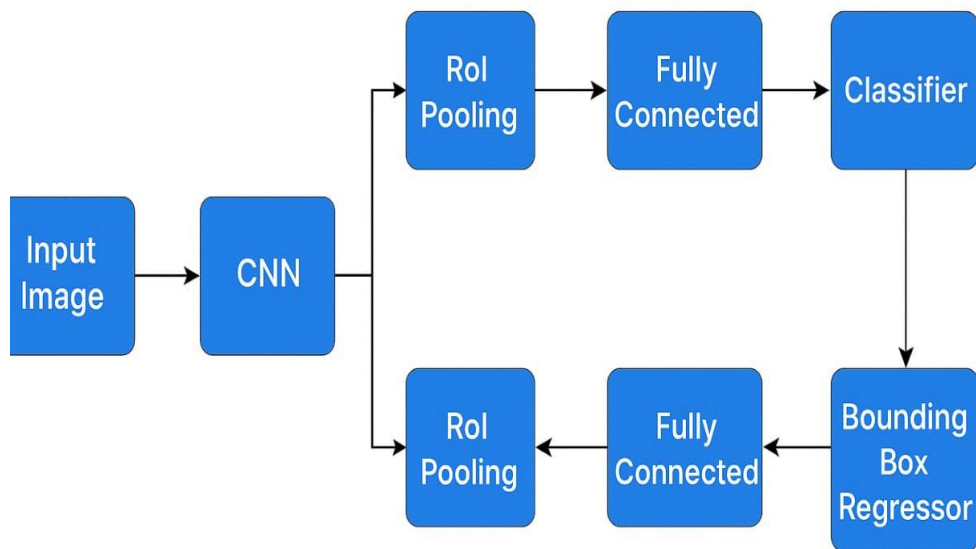 RoI
Pooling
Fully
Connected
Classifier
Input
Image
CNN
RoI
Pooling
Fully
Connected
Bounding
Box
Regressor